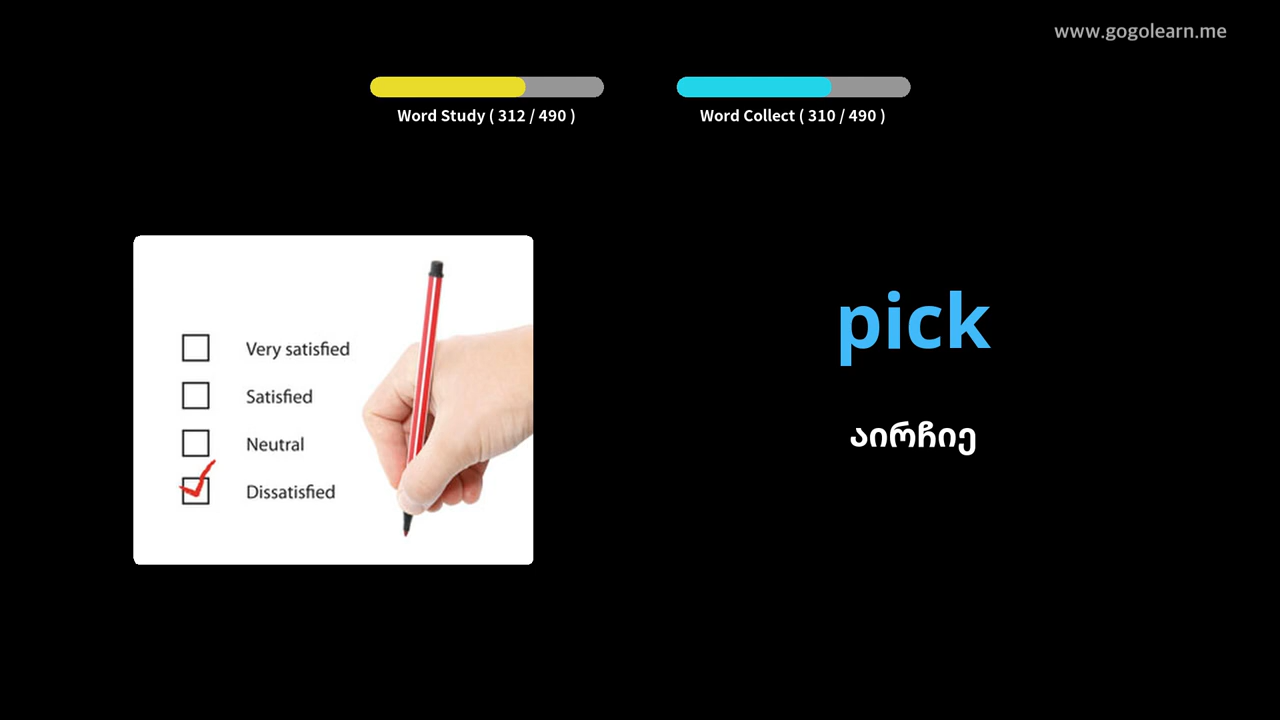 www.gogolearn.me
Word Study ( 312 / 490 )
Word Collect ( 310 / 490 )
Very satisfied
Satisfied
Neutral
Dissatisfied
pick
აირჩიე